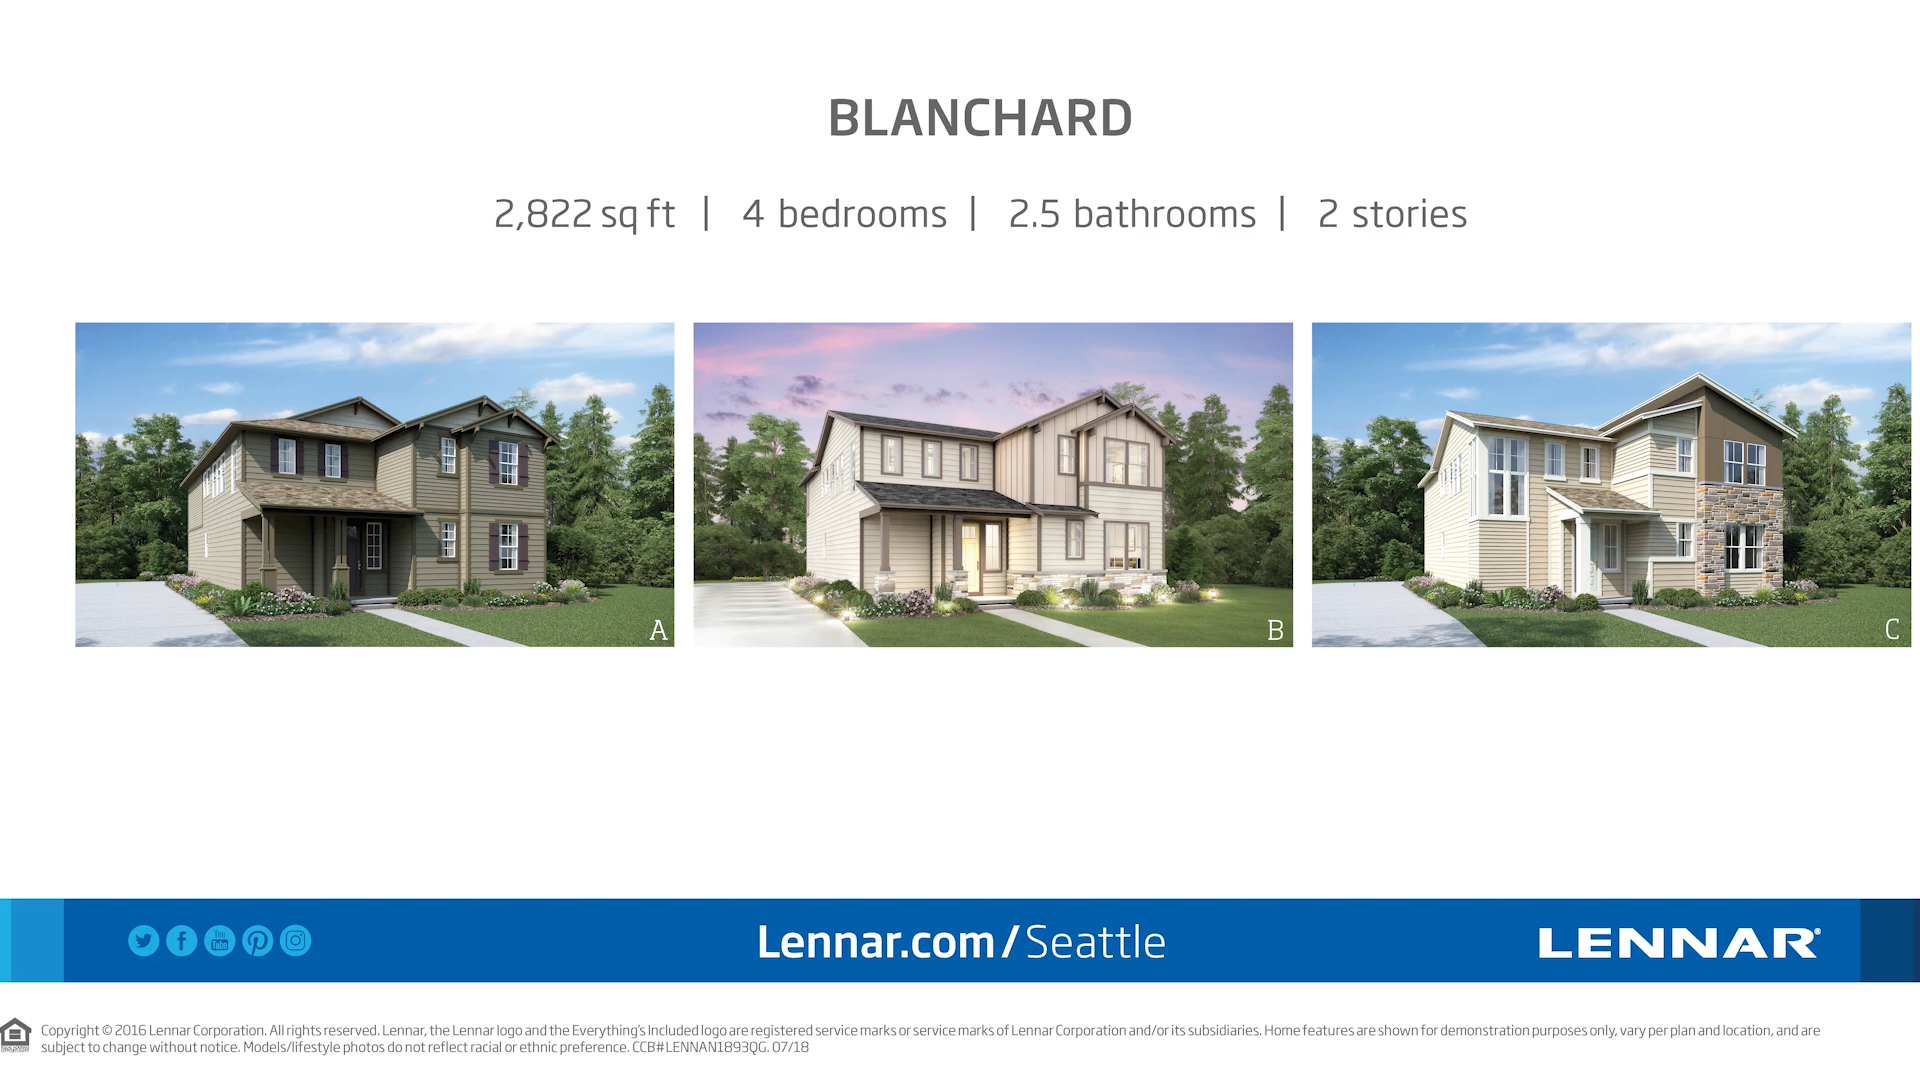 BLANCHARD
2,822 sq ft | 4 bedrooms | 2.5 bathrooms | 2 stories
A
B
C
You
Tube
Lennar.com/Seattle
LENNAR®
Copyright © 2016 Lennar Corporation. All rights reserved. Lennar, the Lennar logo and the Everything's Included logo are registered service marks or service marks of Lennar Corporation and/or its subsidiaries. Home features are shown for demonstration purposes only, vary per plan and location, and are
subject to change without notice. Models/lifestyle photos do not reflect racial or ethnic preference. CCB#LENNAN1893QG. 07/18